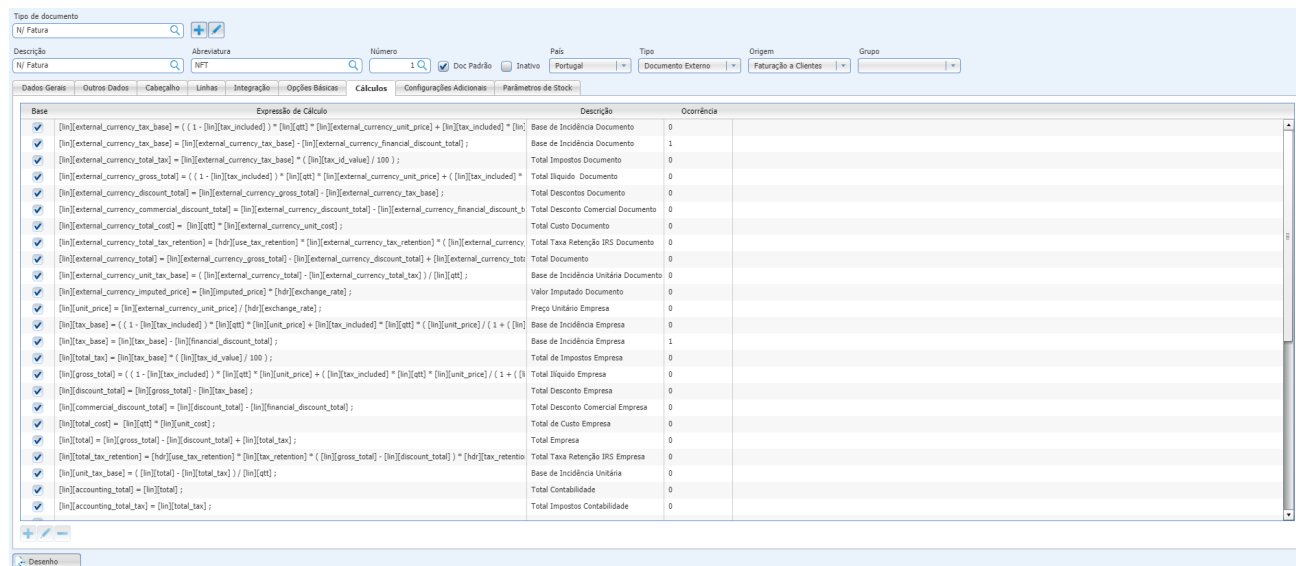 Tipo de documento
N/ Fatura
Descrição Abreviatura Número País Tipo Origem Grupo
N/ Fatura NFT 1 Doc Padrão Inativo Portugal Documento Externo Faturação a Clientes
Dados Gerais Outros Dados Cabeçalho Linhas Integração Opções Básicas Cálculos Configurações Adicionais Parâmetros de Stock
Base Expressão de Cálculo Descrição Ocorrência
[lin][external_currency_tax_base] = ( ( 1 - [lin][tax_included] ) * [lin][qtt] * [lin][external_currency_unit_price] + [lin][tax_included] * [lin] Base de Incidência Documento 0
[lin][external_currency_tax_base] = [lin][external_currency_tax_base] - [lin][external_currency_financial_discount_total] ; Base de Incidência Documento 1
[lin][external_currency_total_tax] = [lin][external_currency_tax_base] * ( [lin][tax_id_value] / 100 ) ; Total Impostos Documento 0
[lin][external_currency_gross_total] = ( ( 1 - [lin][tax_included] ) * [lin][qtt] * [lin][external_currency_unit_price] + ( [lin][tax_included] * Total Ilíquido Documento 0
[lin][external_currency_discount_total] = [lin][external_currency_gross_total] - [lin][external_currency_tax_base] ; Total Descontos Documento 0
[lin][external_currency_commercial_discount_total] = [lin][external_currency_discount_total] - [lin][external_currency_financial_discount_t Total Desconto Comercial Documento 0
[lin][external_currency_total_cost] = [lin][qtt] * [lin][external_currency_unit_cost] ; Total Custo Documento 0
[lin][external_currency_total_tax_retention] = [hdr][use_tax_retention] * [lin][external_currency_tax_retention] * ( [lin][external_currency_ Total Taxa Retenção IRS Documento 0
[lin][external_currency_total] = [lin][external_currency_gross_total] - [lin][external_currency_discount_total] + [lin][external_currency_tota Total Documento 0
[lin][external_currency_unit_tax_base] = ( [lin][external_currency_total] - [lin][external_currency_total_tax] ) / [lin][qtt] ; Base de Incidência Unitária Documento 0
[lin][external_currency_imputed_price] = [lin][imputed_price] * [hdr][exchange_rate] ; Valor Imputado Documento 0
[lin][unit_price] = [lin][external_currency_unit_price] / [hdr][exchange_rate] ; Preço Unitário Empresa 0
[lin][tax_base] = ( ( 1 - [lin][tax_included] ) * [lin][qtt] * [lin][unit_price] + [lin][tax_included] * [lin][qtt] * ( [lin][unit_price] / ( 1 + ( [lin] Base de Incidência Empresa 0
[lin][tax_base] = [lin][tax_base] - [lin][financial_discount_total] ; Base de Incidência Empresa 1
[lin][total_tax] = [lin][tax_base] * ( [lin][tax_id_value] / 100 ) ; Total de Impostos Empresa 0
[lin][gross_total] = ( ( 1 - [lin][tax_included] ) * [lin][qtt] * [lin][unit_price] + ( [lin][tax_included] * [lin][qtt] * [lin][unit_price] / ( 1 + ( [li Total Ilíquido Empresa 0
[lin][discount_total] = [lin][gross_total] - [lin][tax_base] ; Total Desconto Empresa 0
[lin][commercial_discount_total] = [lin][discount_total] - [lin][financial_discount_total] ; Total Desconto Comercial Empresa 0
[lin][total_cost] = [lin][qtt] * [lin][unit_cost] ; Total de Custo Empresa 0
[lin][total] = [lin][gross_total] - [lin][discount_total] + [lin][total_tax] ; Total Empresa 0
[lin][total_tax_retention] = [hdr][use_tax_retention] * [lin][tax_retention] * ( [lin][gross_total] - [lin][discount_total] ) * [hdr][tax_retentio Total Taxa Retenção IRS Empresa 0
[lin][unit_tax_base] = ( [lin][total] - [lin][total_tax] ) / [lin][qtt] ; Base de Incidência Unitária 0
[lin][accounting_total] = [lin][total] ; Total Contabilidade 0
[lin][accounting_total_tax] = [lin][total_tax] ; Total Impostos Contabilidade 0
Desenho